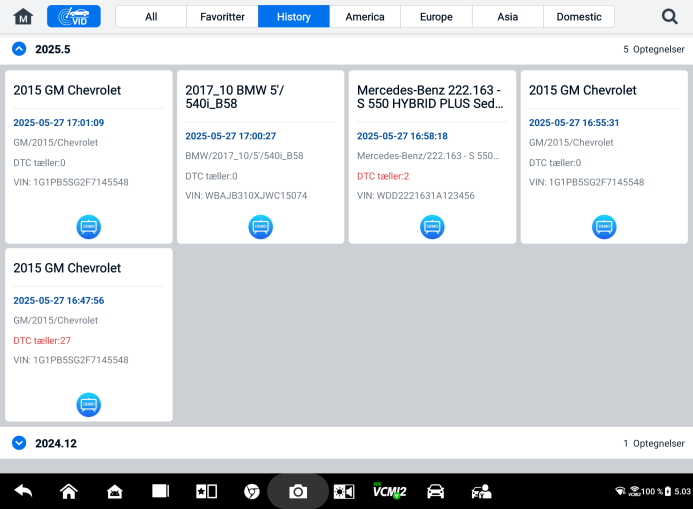 M
VID
All
Favoritter
History
America
Europe
Asia
Domestic
2025.5
5 Optegnelser
2015 GM Chevrolet
2025-05-27 17:01:09
GM/2015/Chevrolet
DTC tæller:0
VIN: 1G1PB5SG2F7145548
DEMO
2017_10 BMW 5'/
540i_B58
2025-05-27 17:00:27
BMW/2017_10/5'/540i_B58
DTC tæller:0
VIN: WBAJB310XJWC15074
DEMO
Mercedes-Benz 222.163 -
S 550 HYBRID PLUS Sed...
2025-05-27 16:58:18
Mercedes-Benz/222.163 - S 550...
DTC tæller:2
VIN: WDD2221631A123456
DEMO
2015 GM Chevrolet
2025-05-27 16:55:31
GM/2015/Chevrolet
DTC tæller:0
VIN: 1G1PB5SG2F7145548
DEMO
2015 GM Chevrolet
2025-05-27 16:47:56
GM/2015/Chevrolet
DTC tæller:27
VIN: 1G1PB5SG2F7145548
DEMO
2024.12
1 Optegnelser
VCMI2
100 %
5.03